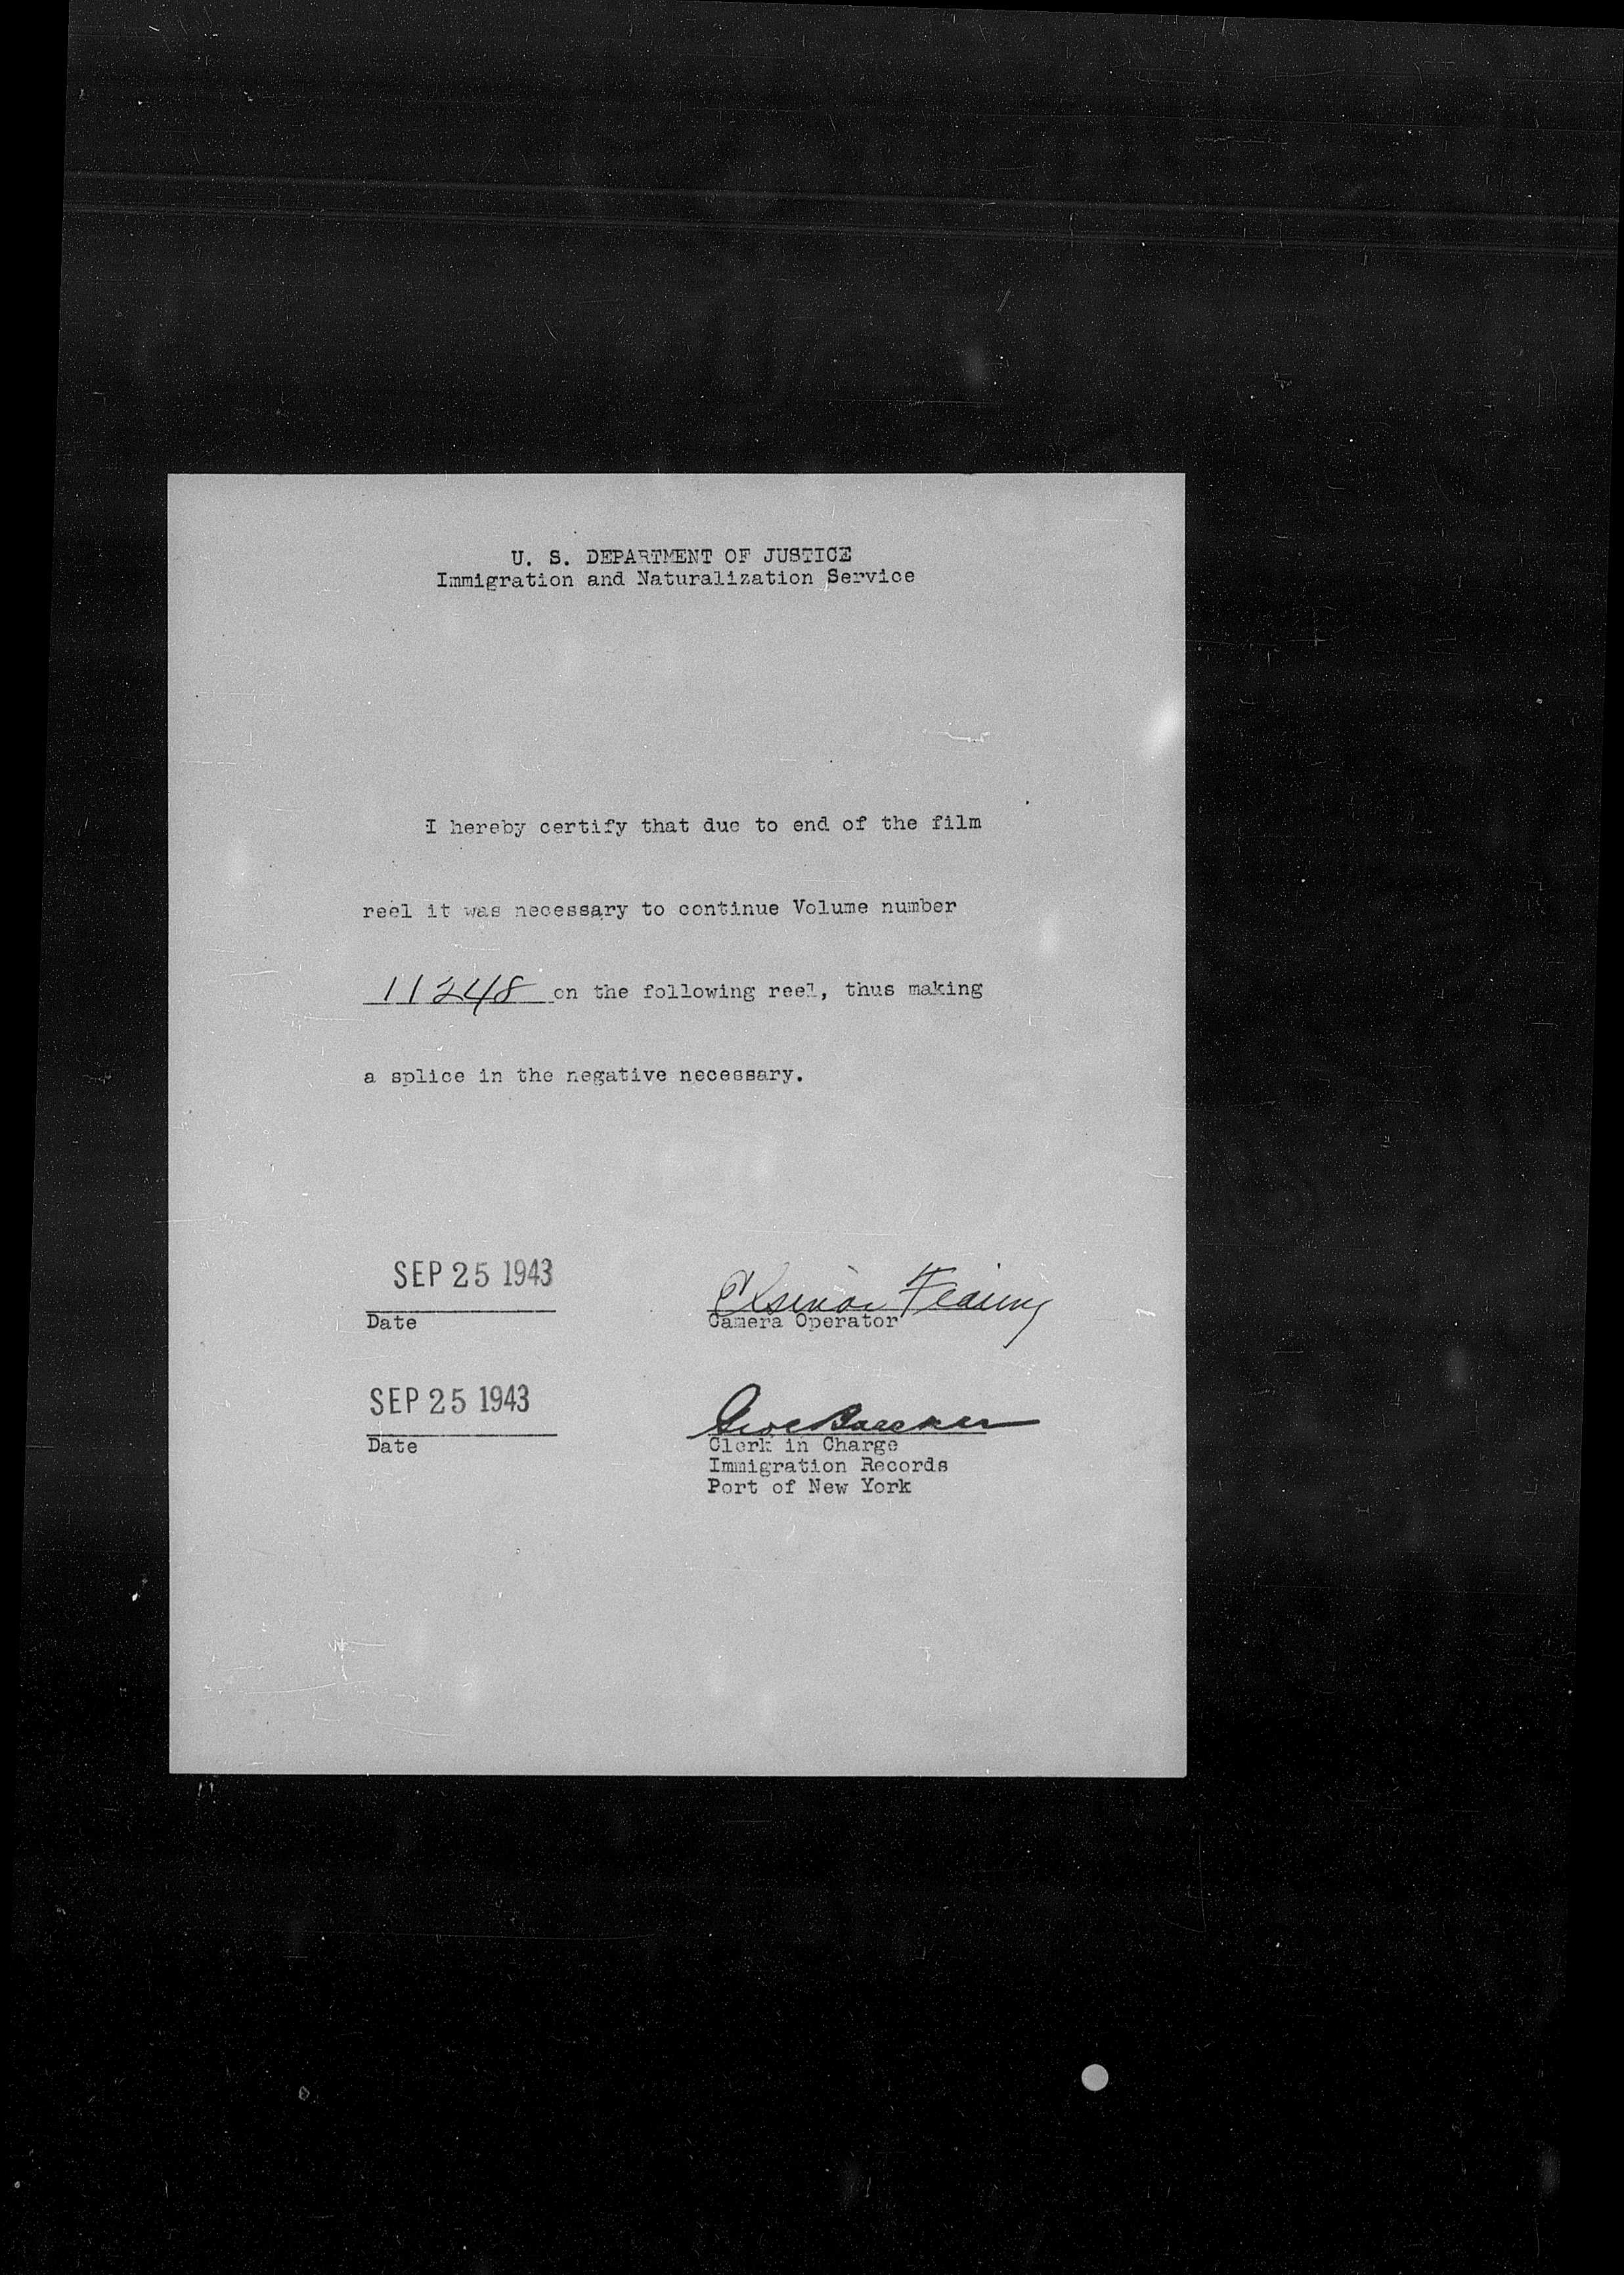 U. S. DEPARTMENT OF JUSTICE
Immigration and Naturalization Service
I hereby certify that due to end of the film
reel it was necessary to continue Volume number
11248 on the following reel, thus making
a splice in the negative necessary.
SEP 25 1943
Date
Camera Operator
SEP 25 1943
Date
Clerk in Charge
Immigration Records
Port of New York